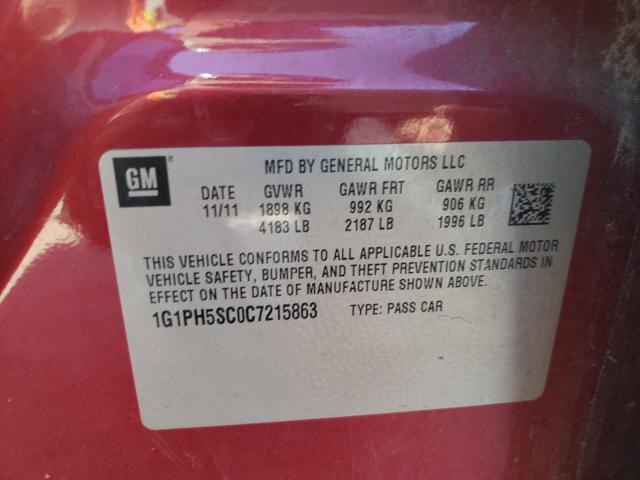 GM ® MFD BY GENERAL MOTORS LLC
DATE GVWR GAWR FRT GAWR RR
11/11 1898 KG 992 KG 906 KG
4183 LB 2187 LB 1996 LB
THIS VEHICLE CONFORMS TO ALL APPLICABLE U.S. FEDERAL MOTOR
VEHICLE SAFETY, BUMPER, AND THEFT PREVENTION STANDARDS IN
EFFECT ON THE DATE OF MANUFACTURE SHOWN ABOVE.
1G1PH5SC0C7215863 TYPE: PASS CAR